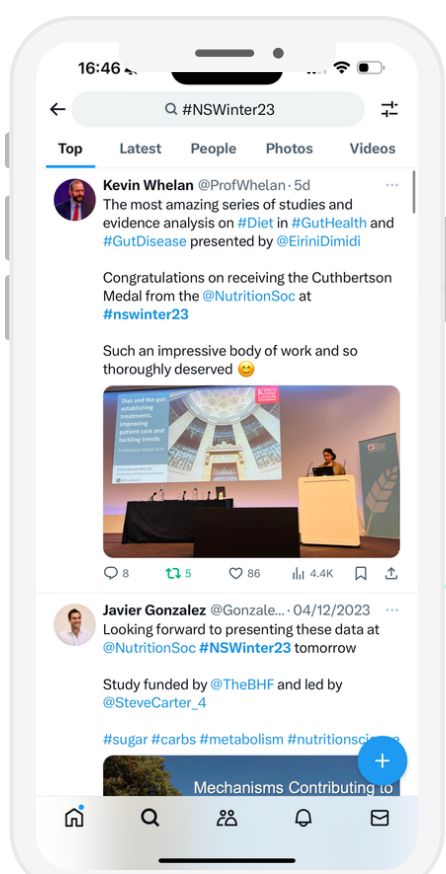 16:46
#NSWinter23
Top Latest People Photos Videos
Kevin Whelan @ProfWhelan · 5d
The most amazing series of studies and
evidence analysis on #Diet in #GutHealth and
#GutDisease presented by @EiriniDimidi
Congratulations on receiving the Cuthbertson
Medal from the @NutritionSoc at
#nswinter23
Such an impressive body of work and so
thoroughly deserved 😊
Diet and the gut:
establishing
treatments,
improving
patient care and
tackling trends
8 5 86 4.4K
Javier Gonzalez @Gonzale... · 04/12/2023
Looking forward to presenting these data at
@NutritionSoc #NSWinter23 tomorrow
Study funded by @TheBHF and led by
@SteveCarter_4
#sugar #carbs #metabolism
Mechanisms Contributing to